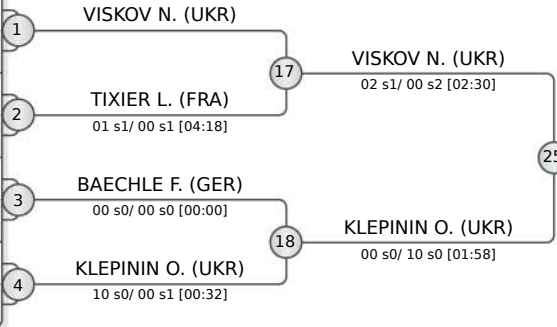 VISKOV N. (UKR)
1
17
VISKOV N. (UKR)
02 s1/ 00 s2 [02:30]
TIXIER L. (FRA)
2
01 s1/ 00 s1 [04:18]
25
BAECHLE F. (GER)
3
00 s0/ 00 s0 [00:00]
18
KLEPININ O. (UKR)
00 s0/ 10 s0 [01:58]
KLEPININ O. (UKR)
4
10 s0/ 00 s1 [00:32]